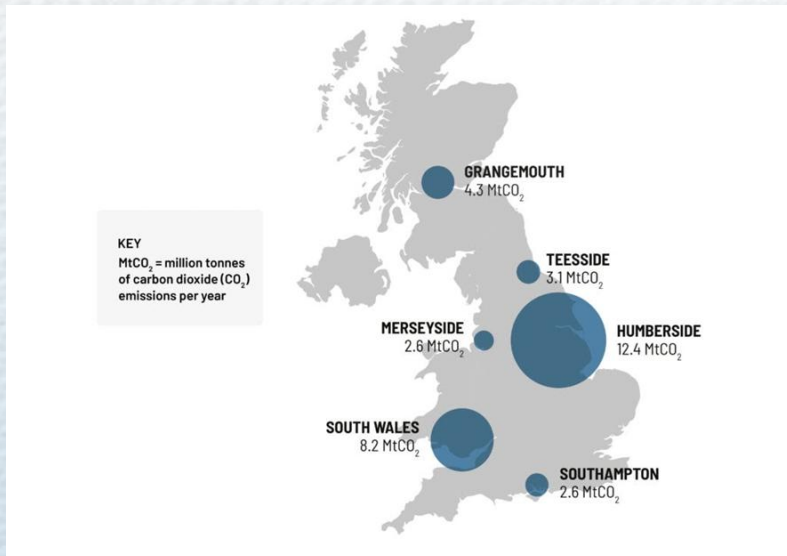 GRANGEMOUTH
4.3 MtCO₂
KEY
MtCO₂ = million tonnes
of carbon dioxide (CO₂)
emissions per year
TEESSIDE
3.1 MtCO₂
MERSEYSIDE
2.6 MtCO₂
HUMBERSIDE
12.4 MtCO₂
SOUTH WALES
8.2 MtCO₂
SOUTHAMPTON
2.6 MtCO₂